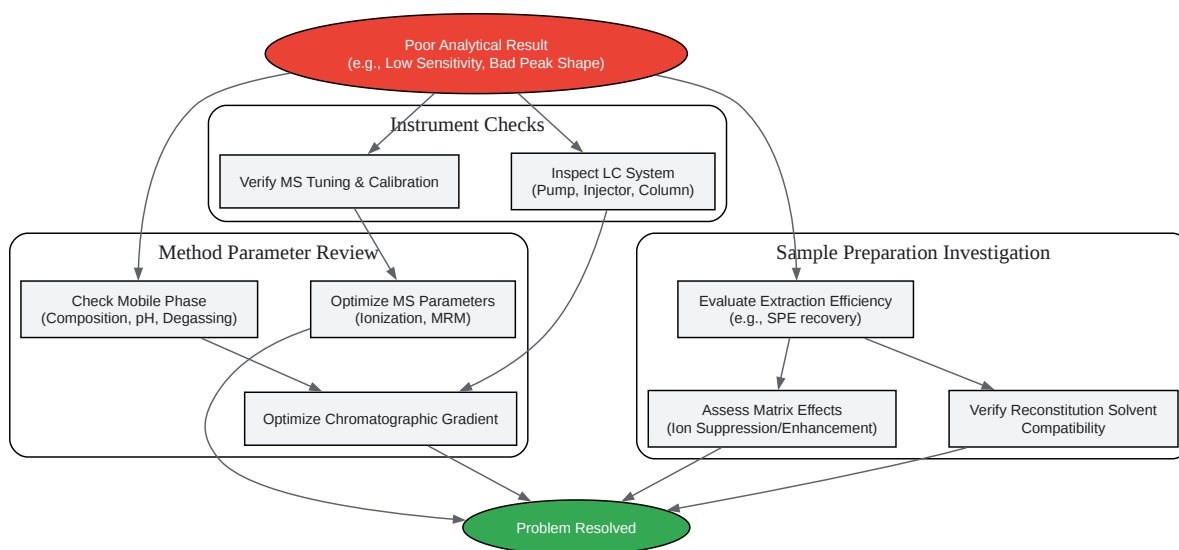 Poor Analytical Result
(e.g., Low Sensitivity, Bad Peak Shape)
Instrument Checks
Verify MS Tuning & Calibration
Inspect LC System
(Pump, Injector, Column)
Method Parameter Review
Check Mobile Phase
(Composition, pH, Degassing)
Optimize MS Parameters
(Ionization, MRM)
Optimize Chromatographic Gradient
Sample Preparation Investigation
Evaluate Extraction Efficiency
(e.g., SPE recovery)
Assess Matrix Effects
(Ion Suppression/Enhancement)
Verify Reconstitution Solvent
Compatibility
Problem Resolved